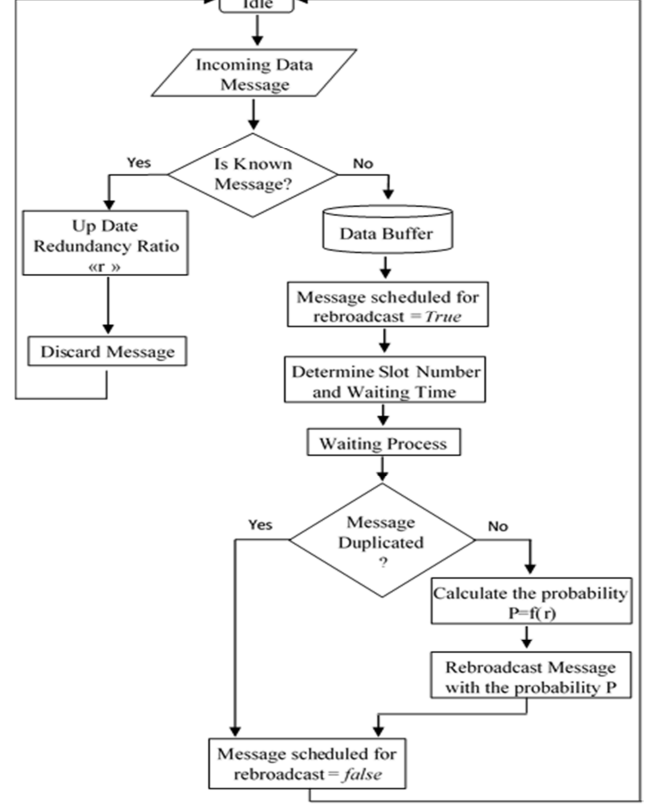 Idle
Incoming Data
Message
Is Known
Message?
Yes
No
Up Date
Redundancy Ratio
«r »
Discard Message
Data Buffer
Message scheduled for
rebroadcast = True
Determine Slot Number
and Waiting Time
Waiting Process
Message
Duplicated
?
Yes
No
Calculate the probability
P=f(r)
Rebroadcast Message
with the probability P
Message scheduled for
rebroadcast = false